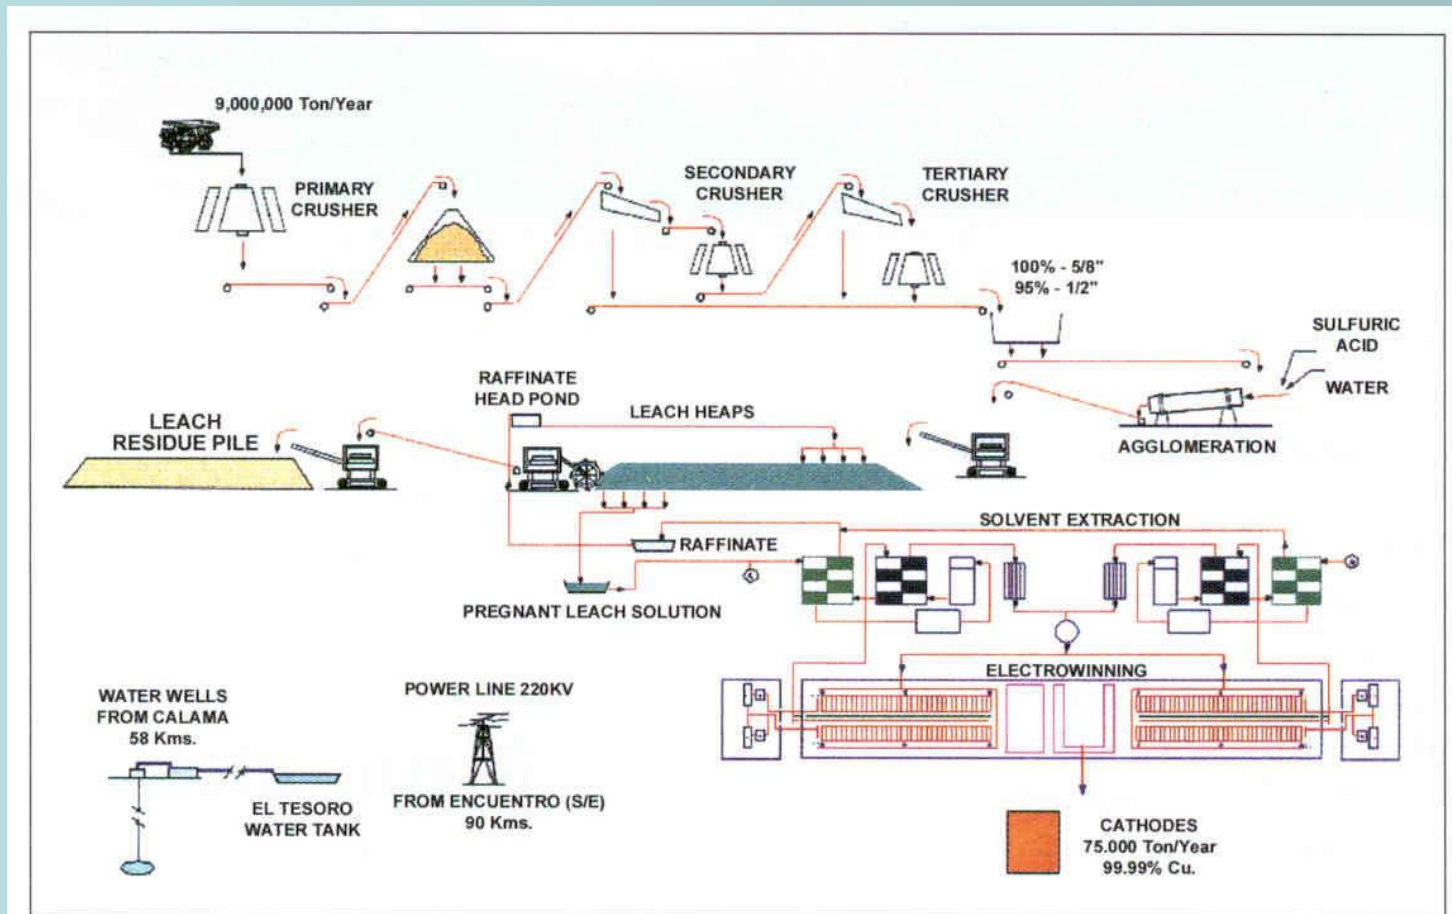 9,000,000 Ton/Year
PRIMARY
CRUSHER
SECONDARY
CRUSHER
TERTIARY
CRUSHER
100% - 5/8"
95% - 1/2"
SULFURIC
ACID
WATER
AGGLOMERATION
RAFFINATE
HEAD POND
LEACH HEAPS
LEACH
RESIDUE PILE
SOLVENT EXTRACTION
RAFFINATE
PREGNANT LEACH SOLUTION
ELECTROWINNING
WATER WELLS
FROM CALAMA
58 Kms.
EL TESORO
WATER TANK
POWER LINE 220KV
FROM ENCUENTRO (S/E)
90 Kms.
CATHODES
75.000 Ton/Year
99.99% Cu.